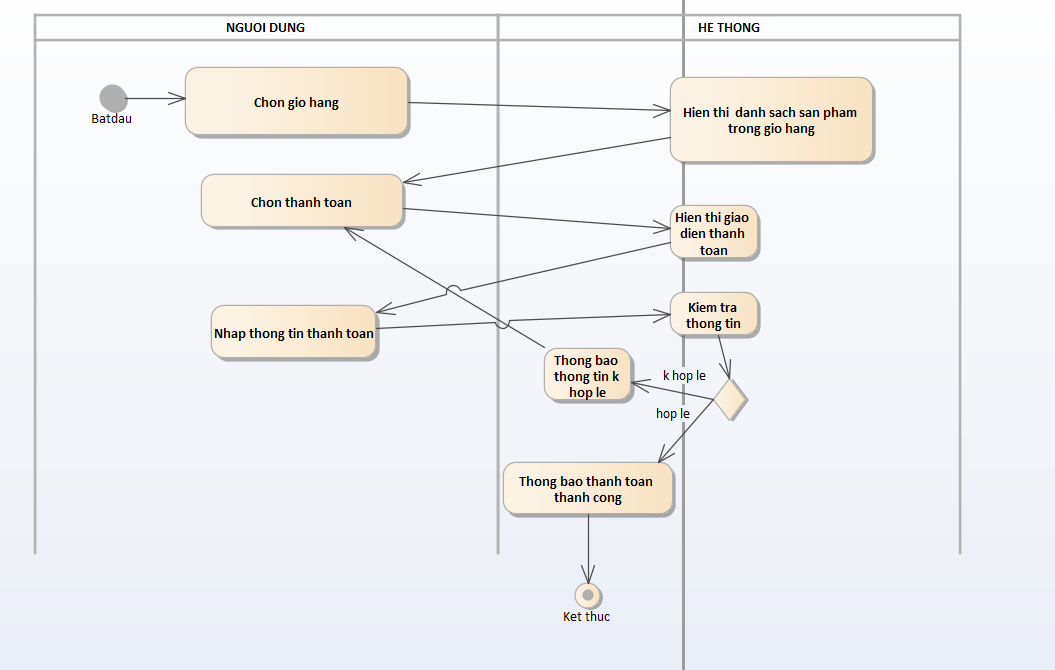 NGUOI DUNG
HE THONG
Batdau
Chon gio hang
Hien thi danh sach san pham
trong gio hang
Chon thanh toan
Hien thi giao
dien thanh
toan
Nhap thong tin thanh toan
Kiem tra
thong tin
Thong bao
thong tin k
hop le
k hop le
hop le
Thong bao thanh toan
thanh cong
Ket thuc